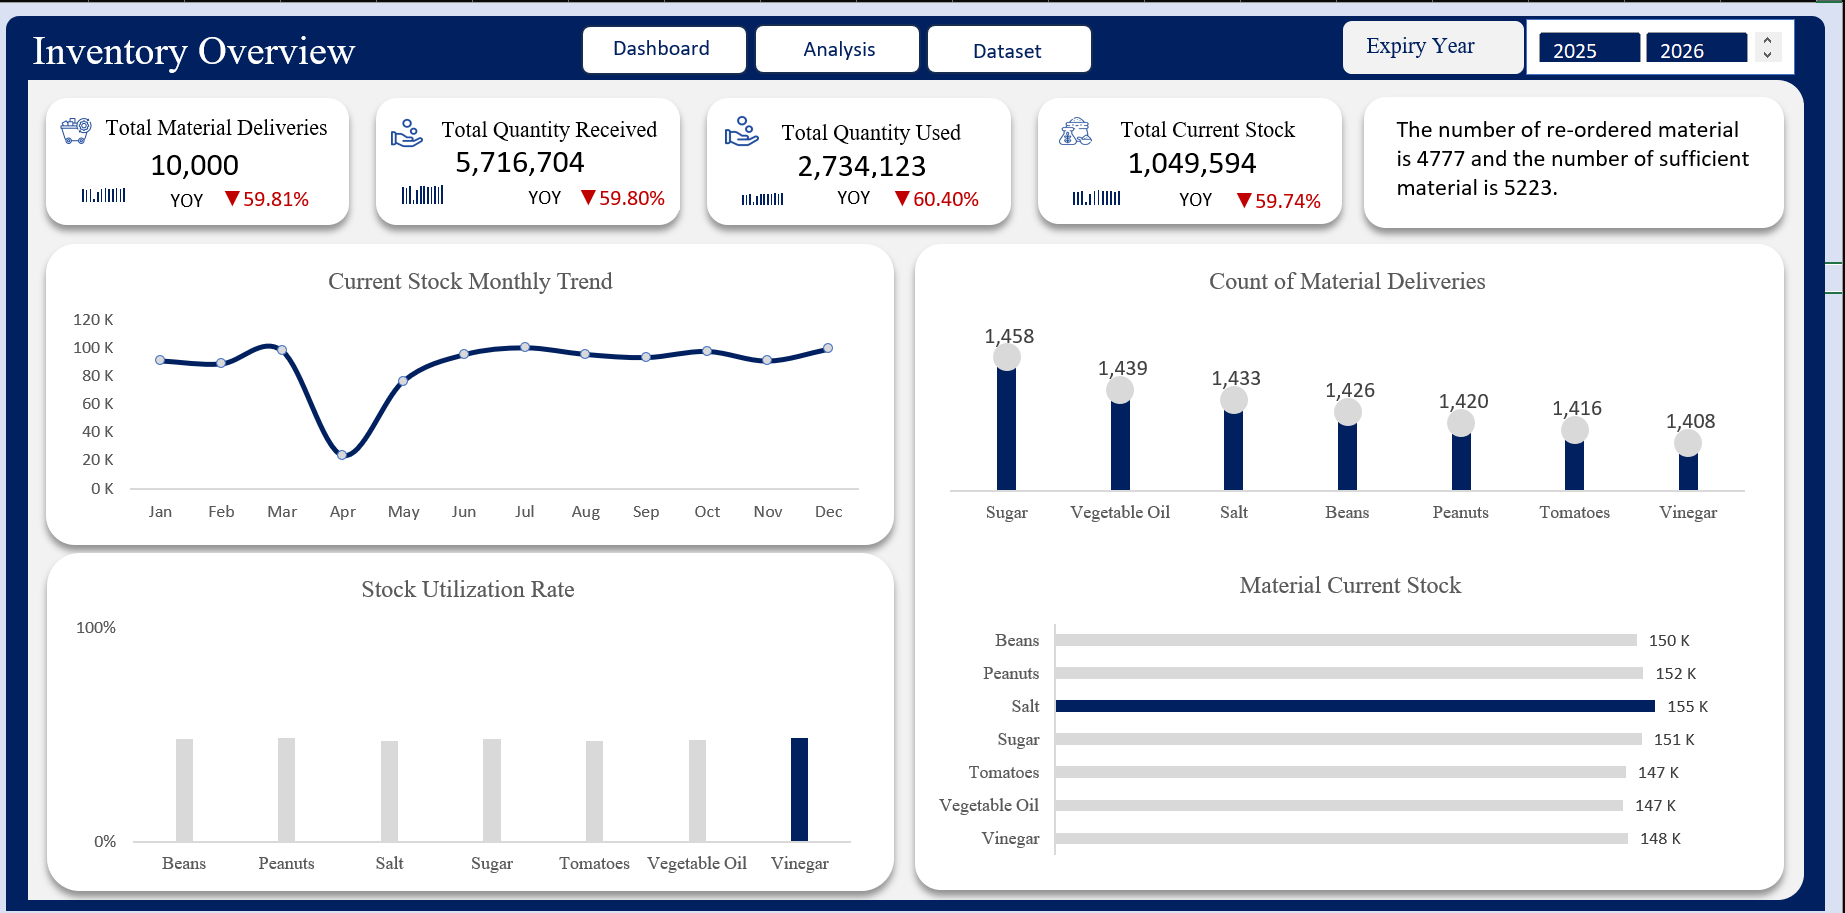 Inventory Overview
Dashboard
Analysis
Dataset
Expiry Year
2025
2026
Total Material Deliveries
10,000
YOY ▼59.81%
Total Quantity Received
5,716,704
YOY ▼59.80%
Total Quantity Used
2,734,123
YOY ▼60.40%
Total Current Stock
1,049,594
YOY ▼59.74%
The number of re-ordered material
is 4777 and the number of sufficient
material is 5223.
Current Stock Monthly Trend
120 K
100 K
80 K
60 K
40 K
20 K
0 K
Jan Feb Mar Apr May Jun Jul Aug Sep Oct Nov Dec
Count of Material Deliveries
1,458
1,439
1,433
1,426
1,420
1,416
1,408
Sugar Vegetable Oil Salt Beans Peanuts Tomatoes Vinegar
Stock Utilization Rate
100%
0%
Beans Peanuts Salt Sugar Tomatoes Vegetable Oil Vinegar
Material Current Stock
Beans 150 K
Peanuts 152 K
Salt 155 K
Sugar 151 K
Tomatoes 147 K
Vegetable Oil 147 K
Vinegar 148 K